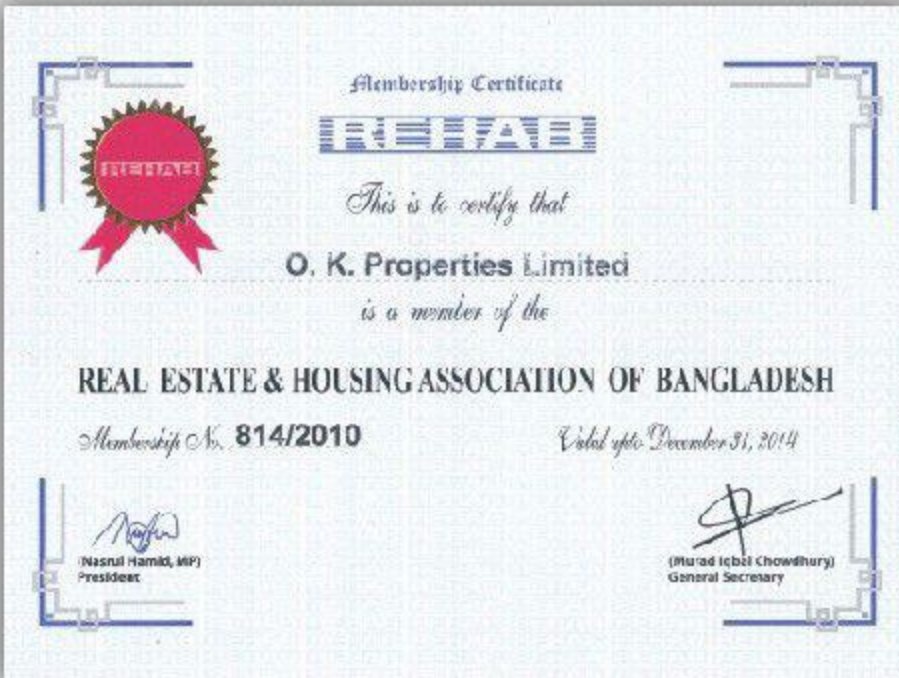 Membership Certificate
REHAB
REHAB
This is to certify that
O. K. Properties Limited
is a member of the
REAL ESTATE & HOUSING ASSOCIATION OF BANGLADESH
Membership No. 814/2010
Valid upto December 31, 2014
(Nasrul Hamid, MP)
President
(Murad Iqbal Chowdhury)
General Secretary